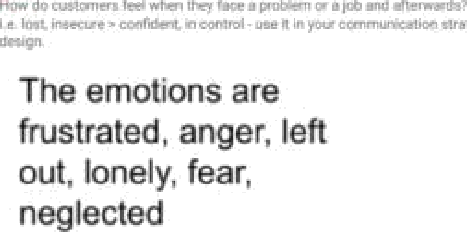 How do customers feel when they face a problem or a job and afterwards?
i.e. lost, insecure > confident, in control - use it in your communication stra
design.
The emotions are
frustrated, anger, left
out, lonely, fear,
neglected